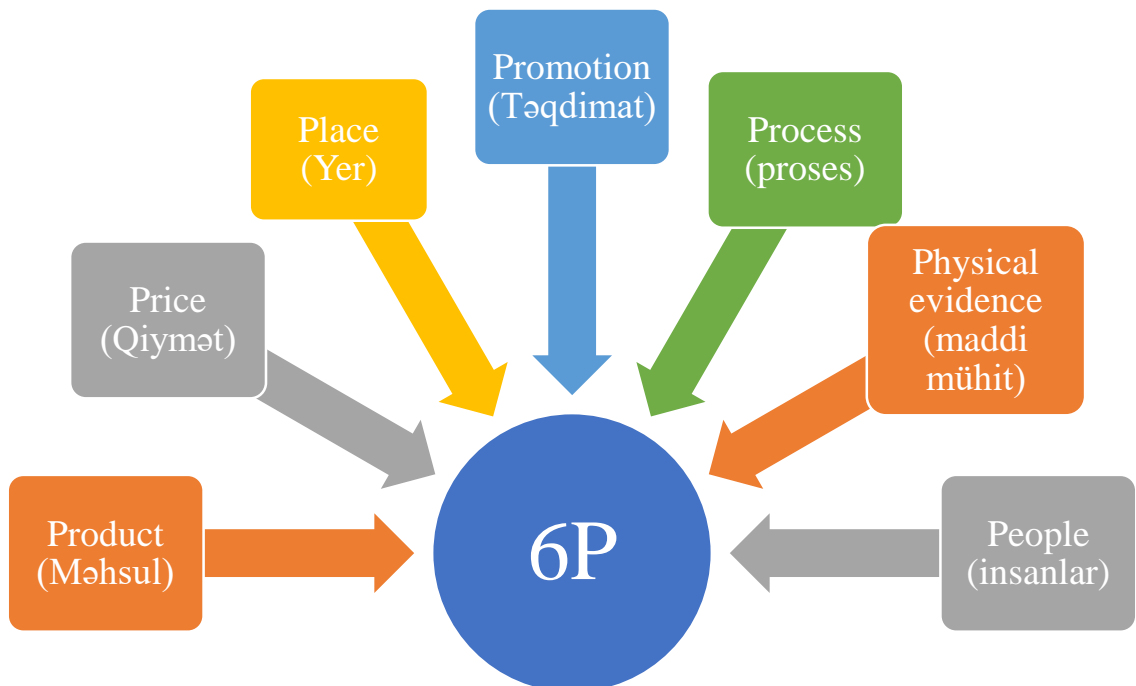 Promotion
(Təqdimat)
Place
(Yer)
Process
(proses)
Price
(Qiymət)
Physical
evidence
(maddi
mühit)
Product
(Məhsul)
6P
People
(insanlar)